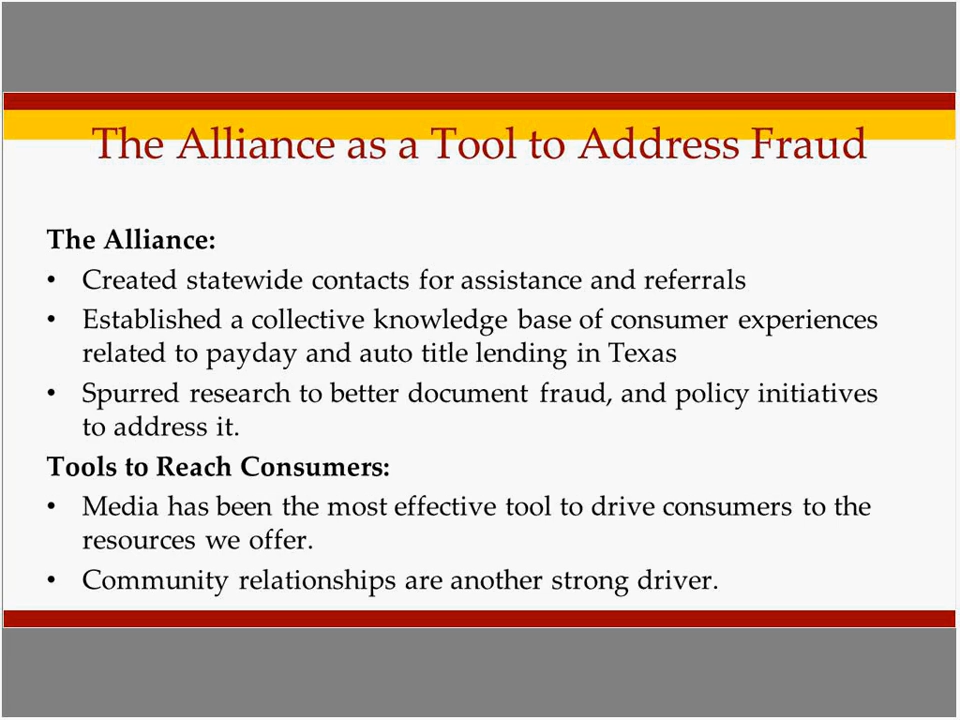 The Alliance as a Tool to Address Fraud
The Alliance:
• Created statewide contacts for assistance and referrals
• Established a collective knowledge base of consumer experiences
related to payday and auto title lending in Texas
• Spurred research to better document fraud, and policy initiatives
to address it.
Tools to Reach Consumers:
• Media has been the most effective tool to drive consumers to the
resources we offer.
• Community relationships are another strong driver.